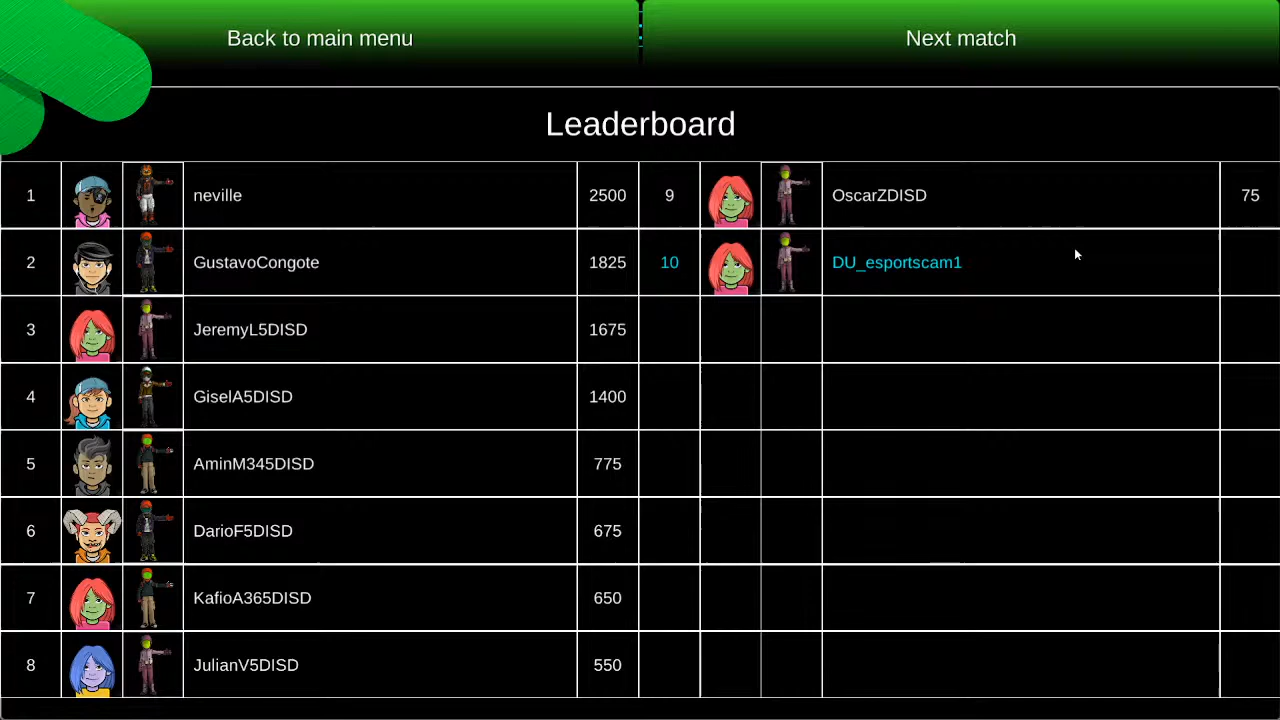 Back to main menu
Next match
Leaderboard
1 neville 2500
2 GustavoCongote 1825
3 JeremyL5DISD 1675
4 GiselA5DISD 1400
5 AminM345DISD 775
6 DarioF5DISD 675
7 KafioA365DISD 650
8 JulianV5DISD 550
9 OscarZDISD 75
10 DU_esportscam1